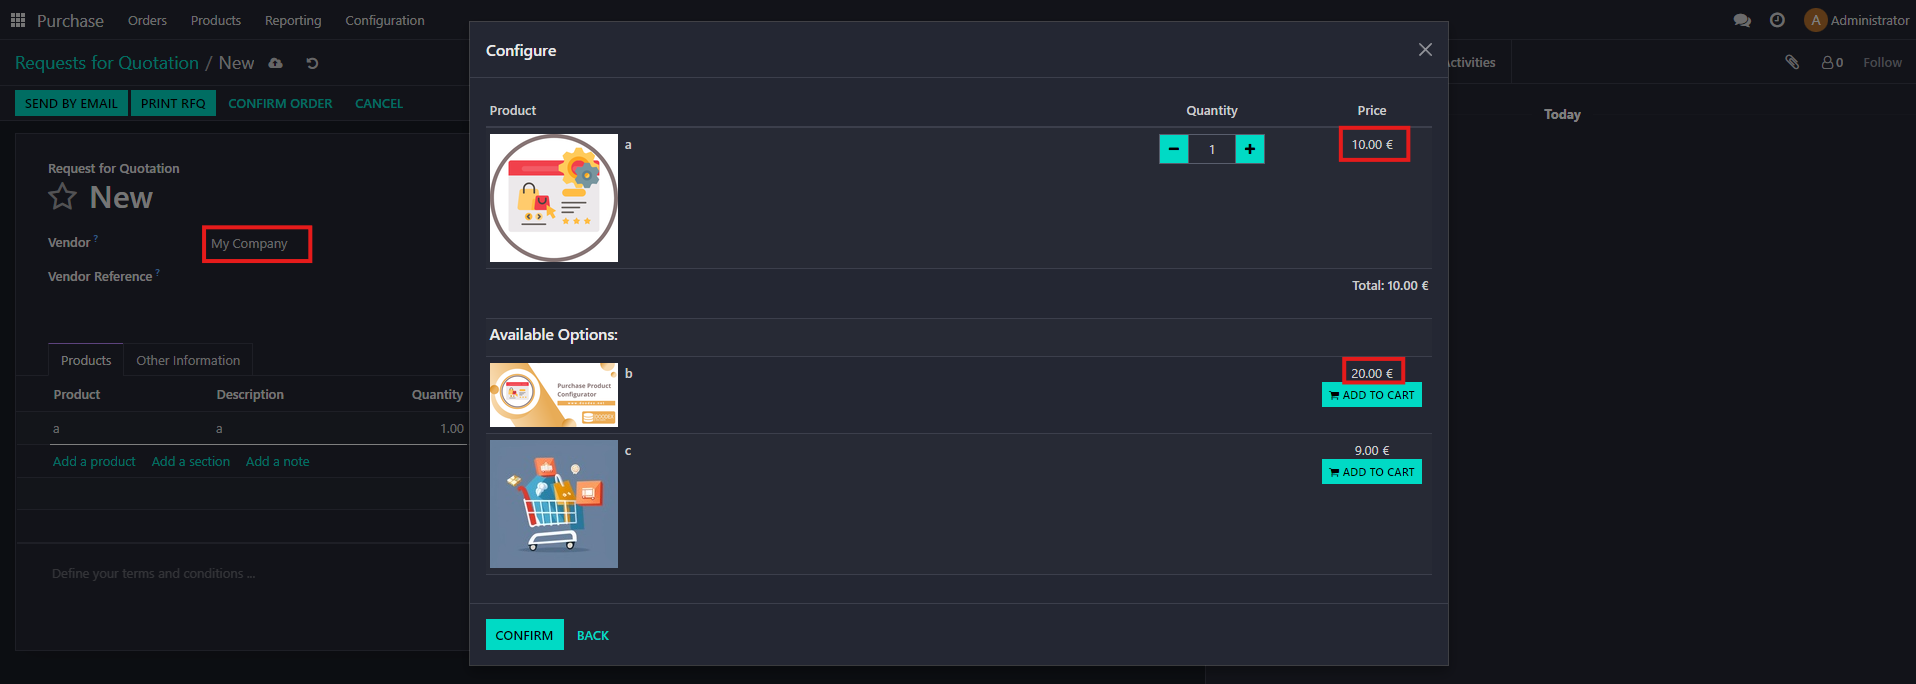 Purchase Orders Products Reporting Configuration
A Administrator
Requests for Quotation / New
Configure
Activities
0 Follow
SEND BY EMAIL PRINT RFQ CONFIRM ORDER CANCEL
Product Quantity Price
Today
a 1 10.00 €
Request for Quotation
New
Vendor ? My Company
Vendor Reference ?
Total: 10.00 €
Available Options:
Products Other Information
b 20.00 €
Purchase Product
Configurator
ADD TO CART
Product Description Quantity
a a 1.00
c 9.00 €
ADD TO CART
Add a product Add a section Add a note
Define your terms and conditions ...
CONFIRM BACK